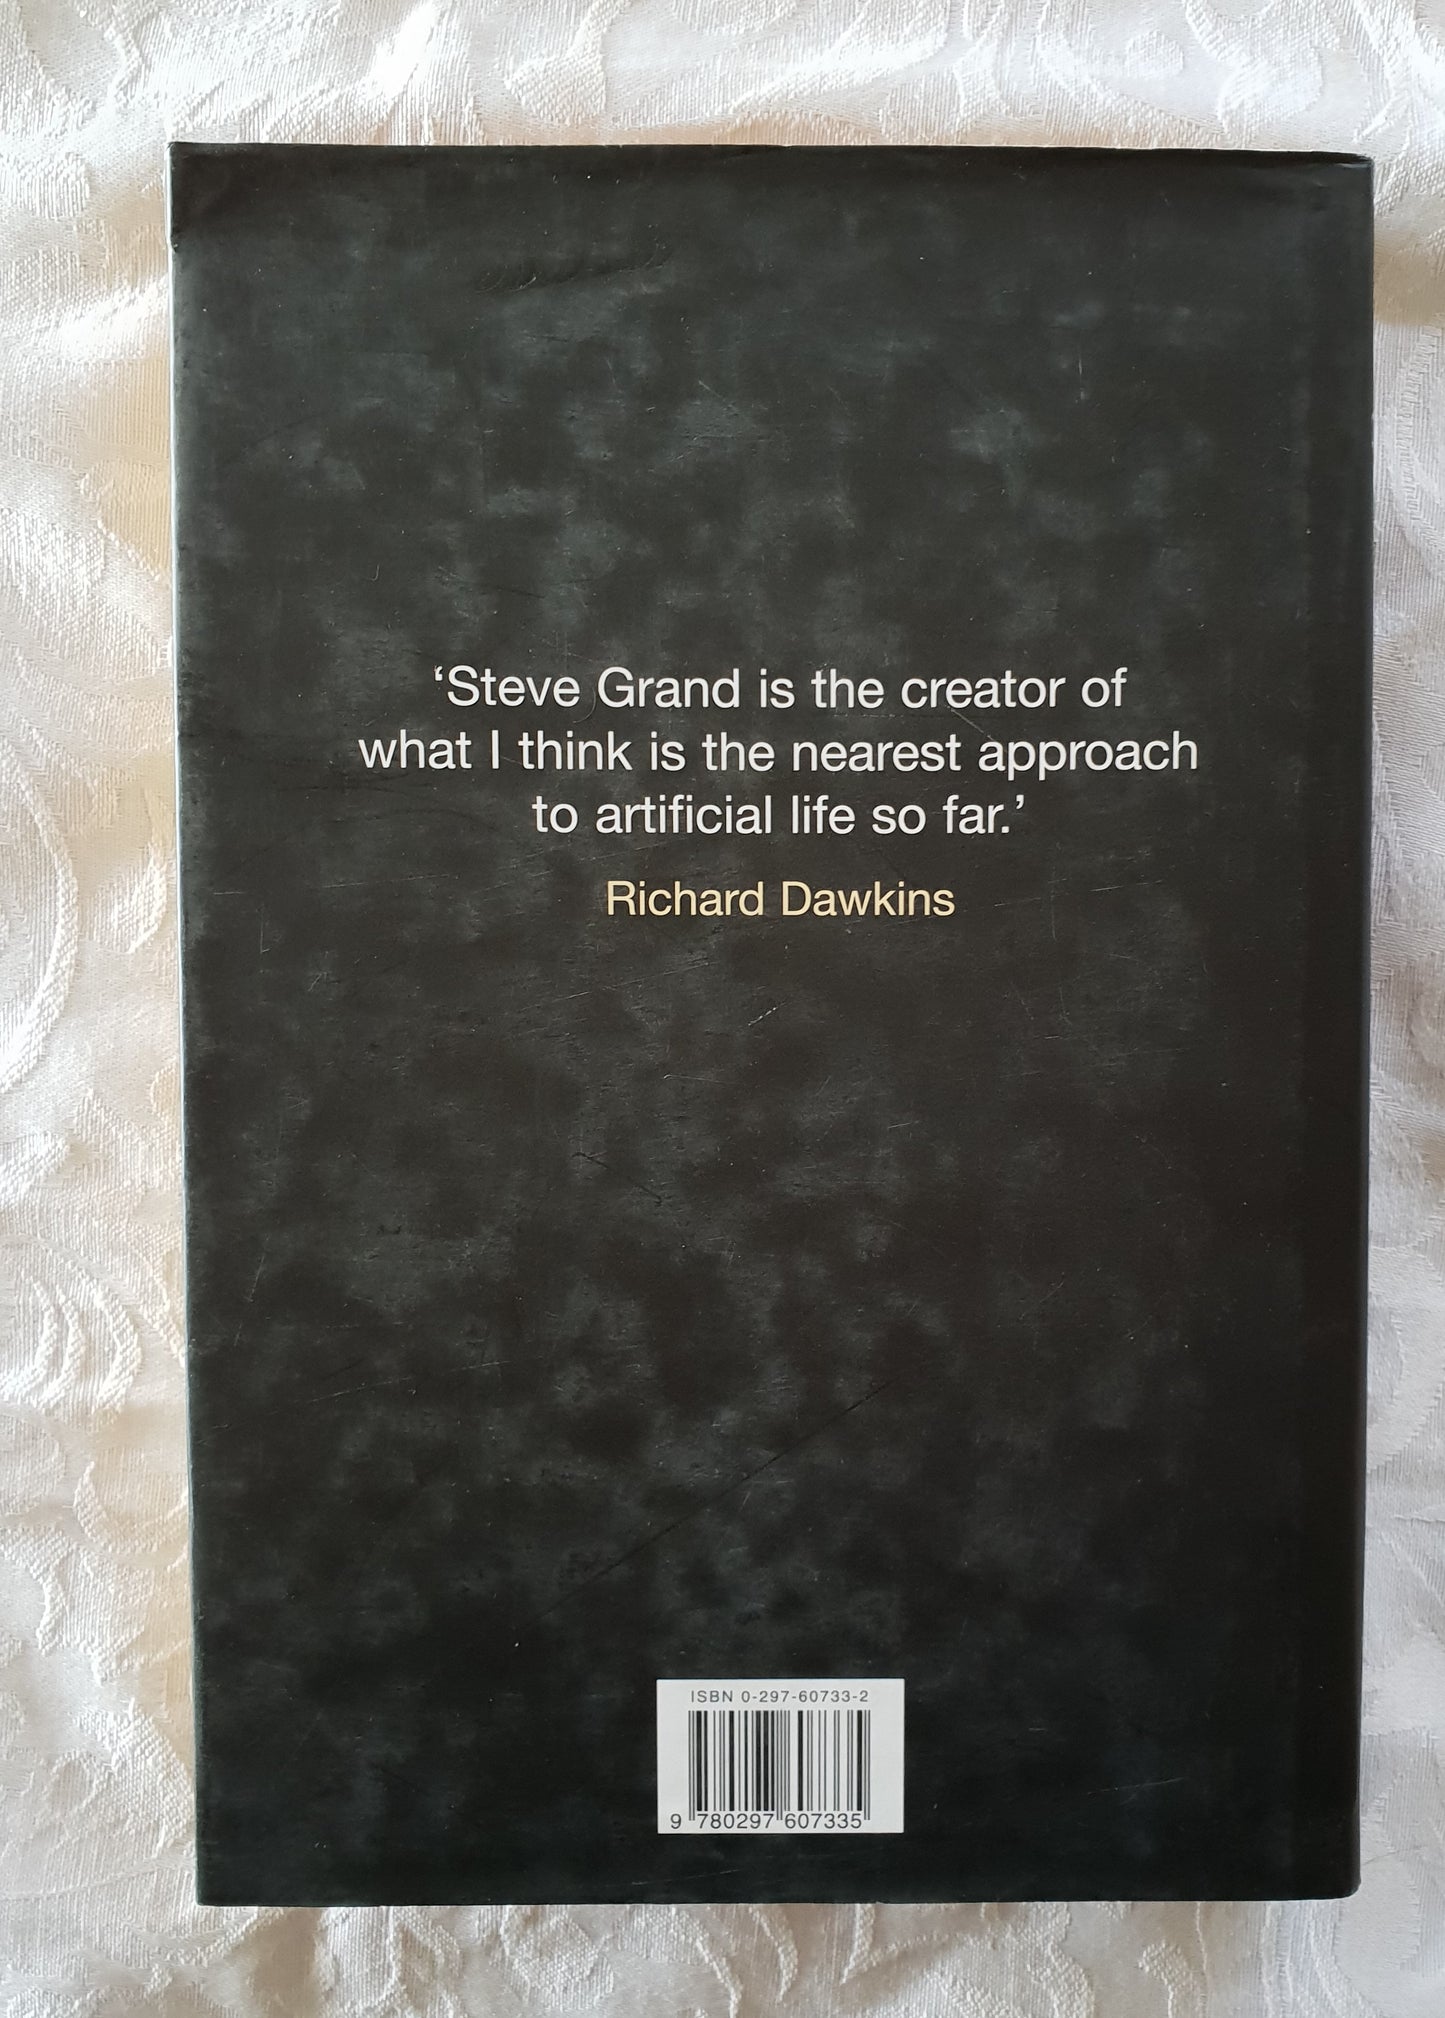 ‘Steve Grand is the creator of
what I think is the nearest approach
to artificial life so far.’
Richard Dawkins
ISBN 0-297-60733-2
9 780297 607335